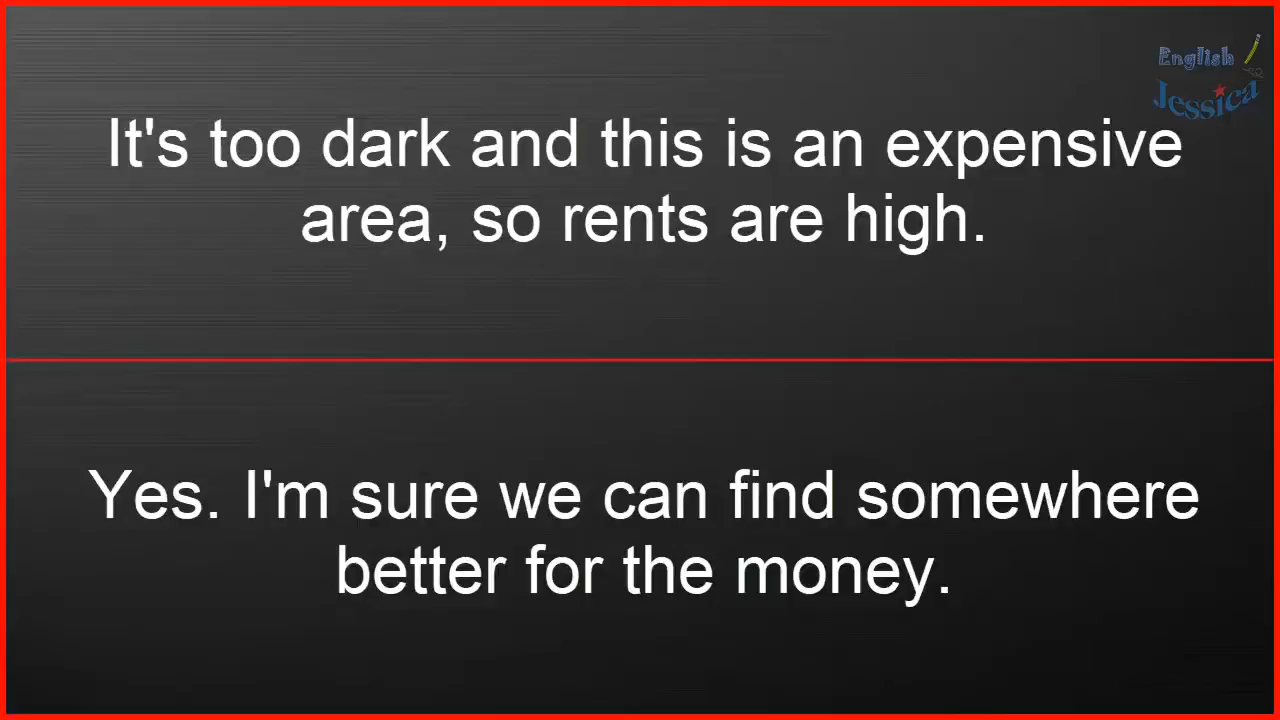 English
Jessica
It's too dark and this is an expensive
area, so rents are high.
Yes. I'm sure we can find somewhere
better for the money.